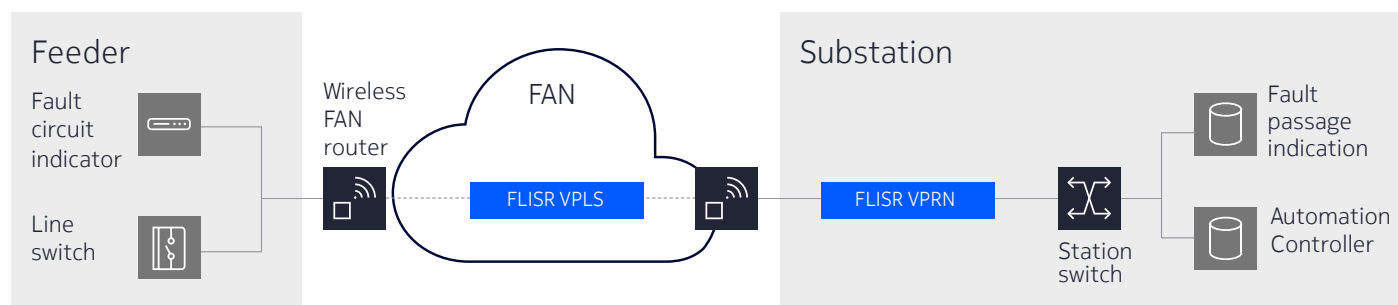 Feeder
Fault
circuit
indicator
Line
switch
Wireless
FAN
router
FAN
FLISR VPLS
Substation
FLISR VPRN
Station
switch
Fault
passage
indication
Automation
Controller